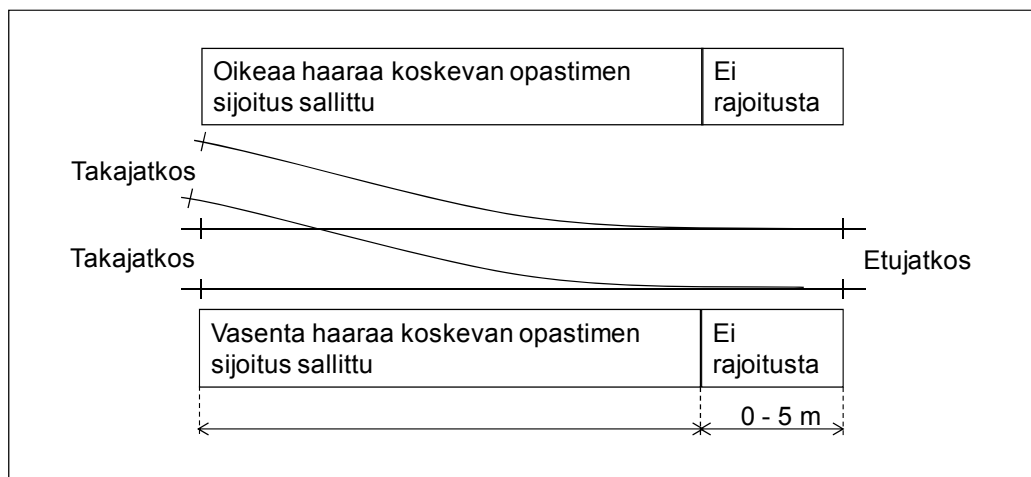 Oikeaa haaraa koskevan opastimen
sijoitus sallittu
Ei
rajoitusta
Takajatkos
Takajatkos
Etujatkos
Vasenta haaraa koskevan opastimen
sijoitus sallittu
Ei
rajoitusta
0 - 5 m